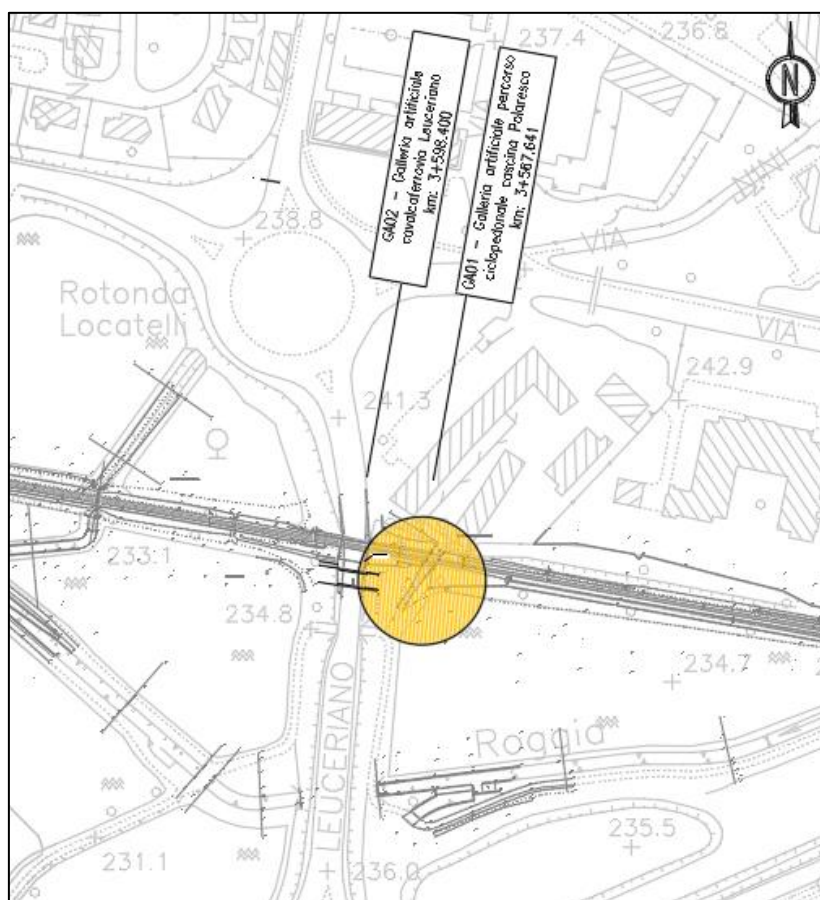 237.4
236.8
N
GA02 - Galleria artificiale
cavalcaferrovia Leuceriano
km: 3+598.400
GA01 - Galleria artificiale percorso
ciclopedonale cascina Polaresco
km: 3+567.641
238.8
NINI
VIA
Rotonda
Locatelli
VIA
242.9
241.3
233.1
234.8
234.7
LEUCERIANO
Roggia
235.5
231.1
236.0